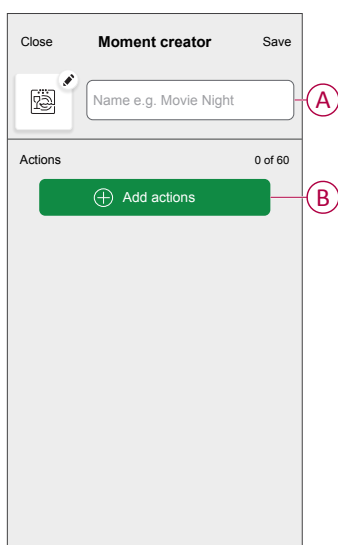 Close Moment creator Save
Name e.g. Movie Night A
Actions 0 of 60
Add actions B